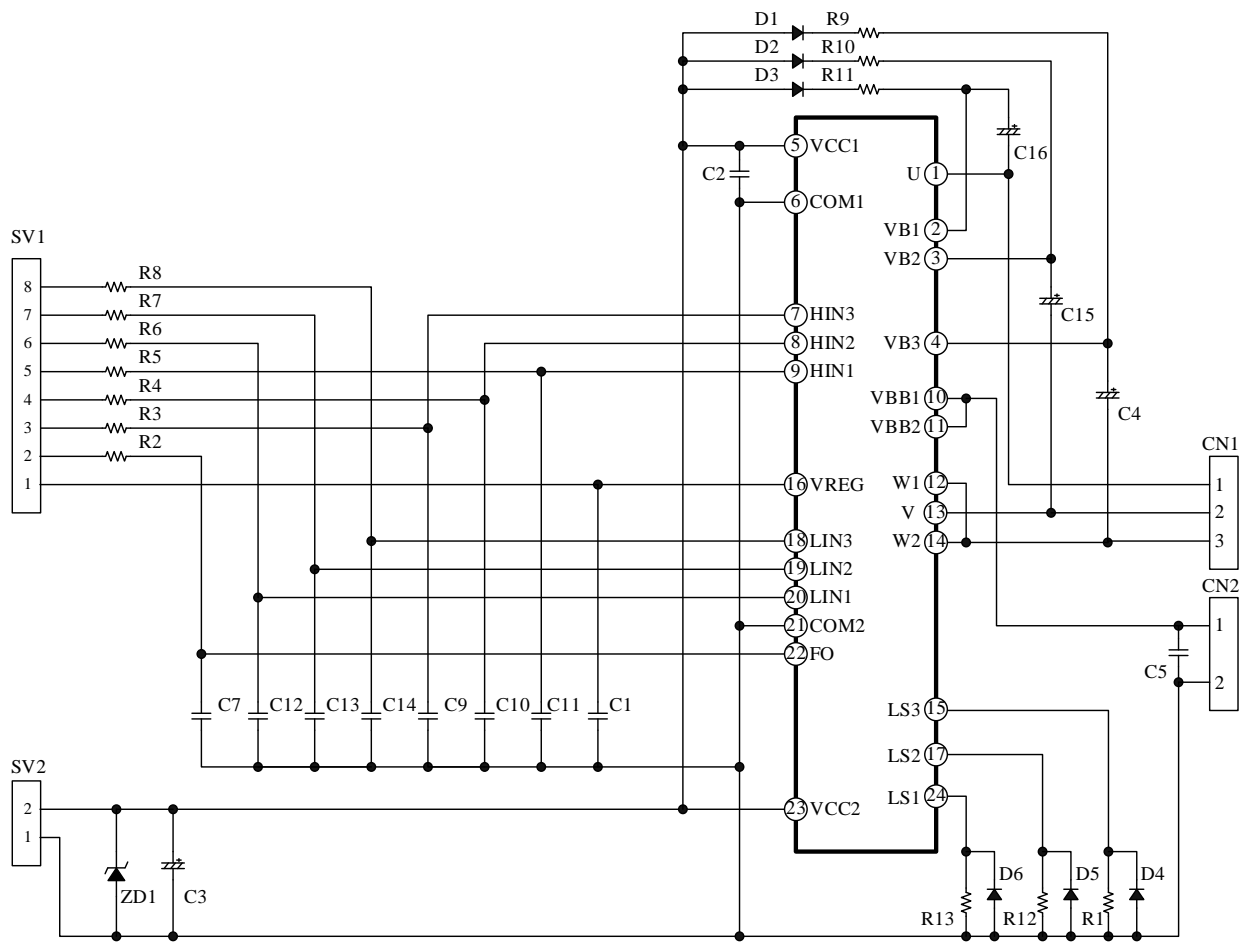 D1 R9
D2 R10
D3 R11
C16
5 VCC1
C2
U 1
6 COM1
VB1 2
VB2 3
SV1
8 R8
7 R7
6 R6
5 R5
4 R4
3 R3
2 R2
1
C15
7 HIN3
8 HIN2
9 HIN1
VB3 4
VBB1 10
VBB2 11
C4
CN1
1
2
3
16 VREG
W1 12
V 13
W2 14
18 LIN3
19 LIN2
20 LIN1
21 COM2
22 FO
CN2
1
2
C5
C7 C12 C13 C14 C9 C10 C11 C1
LS3 15
LS2 17
LS1 24
SV2
2
1
23 VCC2
ZD1 C3
D6 D5 D4
R13 R12 R1